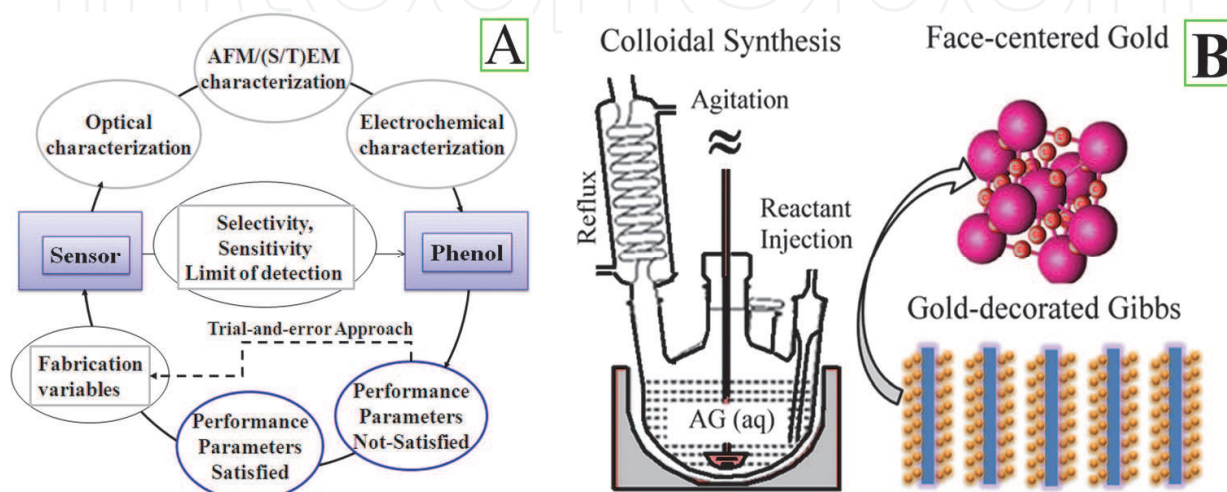 A
AFM/(S/T)EM
characterization
Optical
characterization
Electrochemical
characterization
Sensor
Selectivity,
Sensitivity
Limit of detection
Phenol
Trial-and-error Approach
Fabrication
variables
Performance
Parameters
Satisfied
Performance
Parameters
Not-Satisfied
B
Colloidal Synthesis
Agitation
≈
Reflux
Reactant
Injection
AG (aq)
Face-centered Gold
Gold-decorated Gibbs